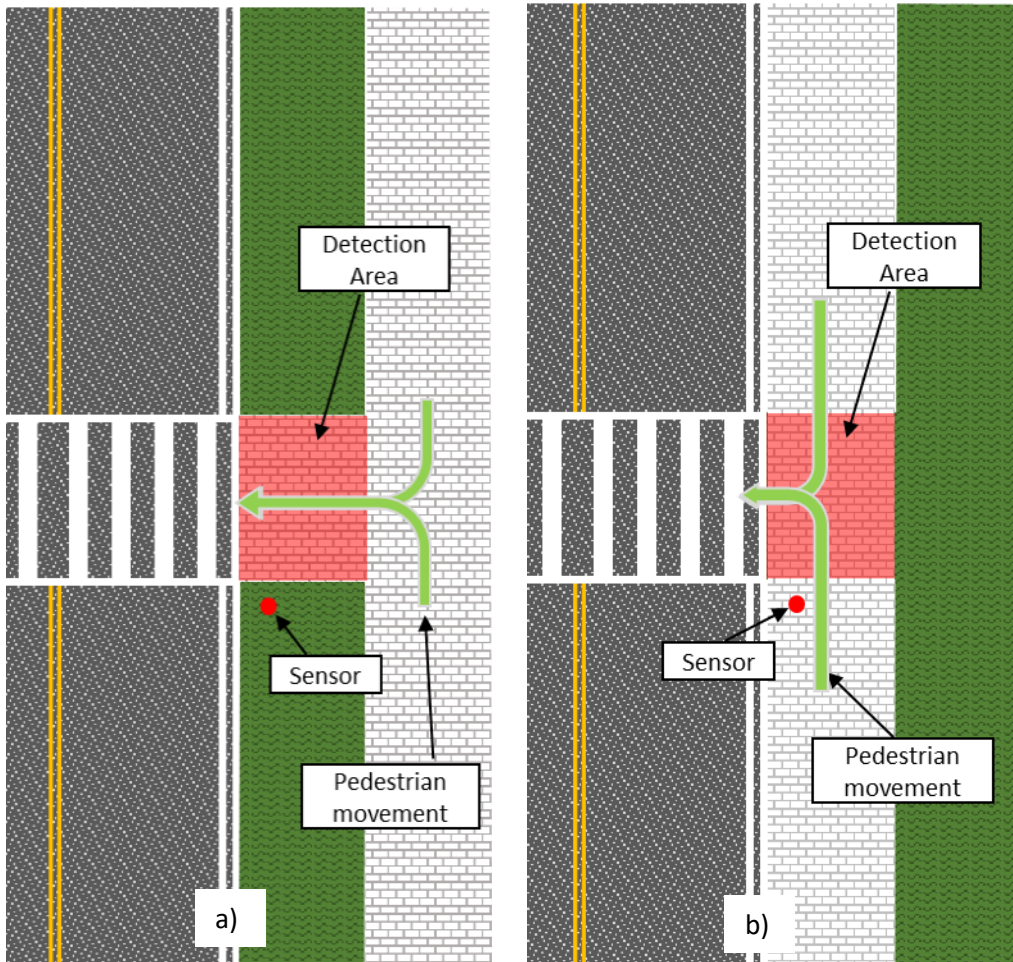 Detection
Area
Sensor
Pedestrian
movement
a)
Detection
Area
Sensor
Pedestrian
movement
b)